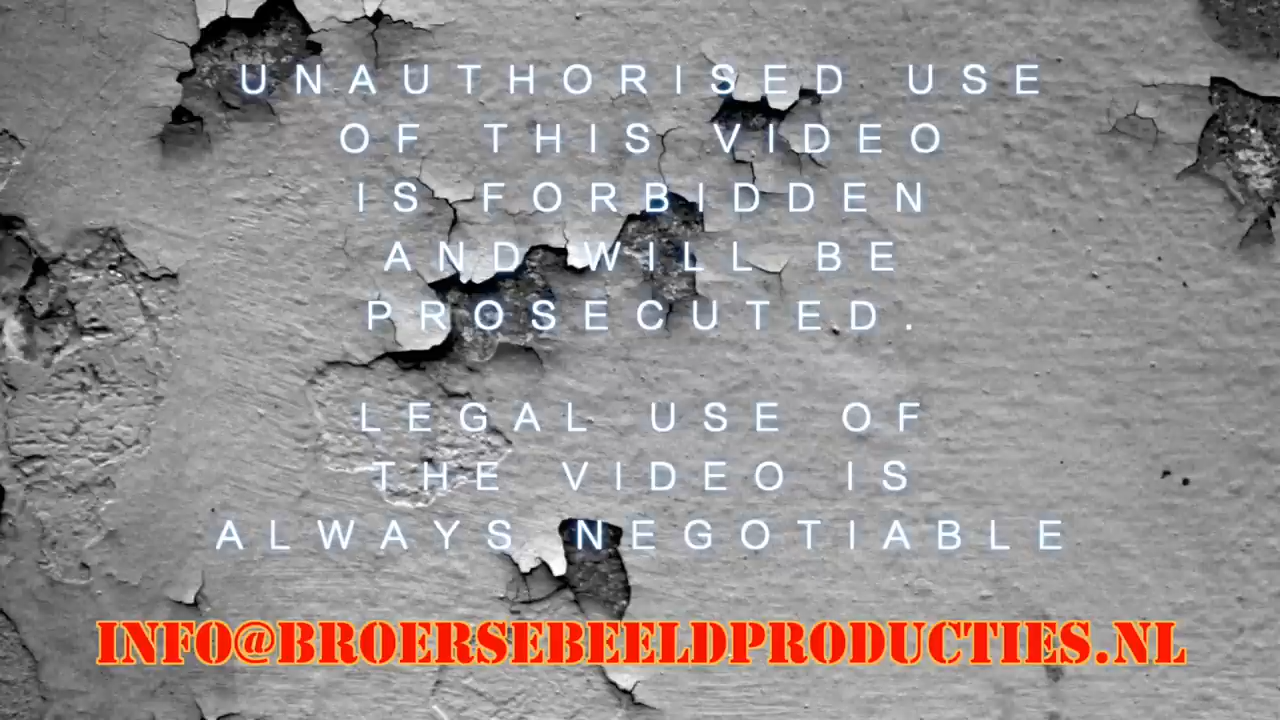 UNAUTHORISED USE
OF THIS VIDEO
IS FORBIDDEN
AND WILL BE
PROSECUTED.
LEGAL USE OF
THE VIDEO IS
ALWAYS NEGOTIABLE
INFO@BROERSEBEELDPRODUCTIES.NL